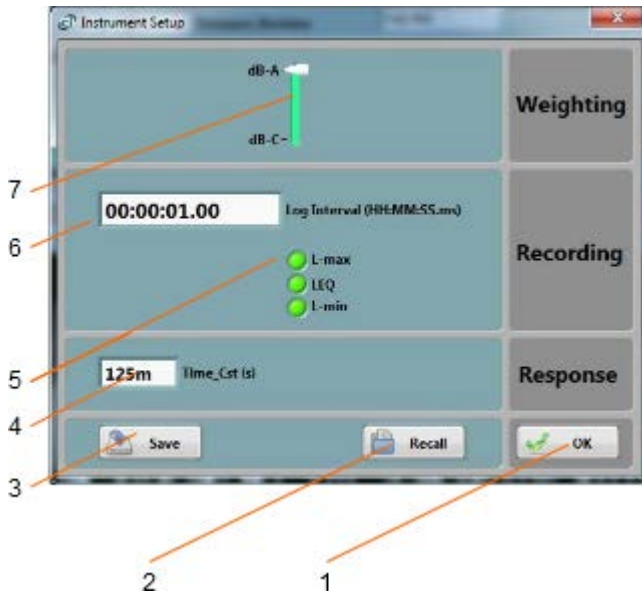 Instrument Setup
dB-A
dB-C
Weighting
7
6
00:00:01.00
Log Interval (HH:MM:SS.ms)
L-max
LEQ
L-min
Recording
5
125m
Time_Cst (s)
Response
4
Save
Recall
OK
3
2
1